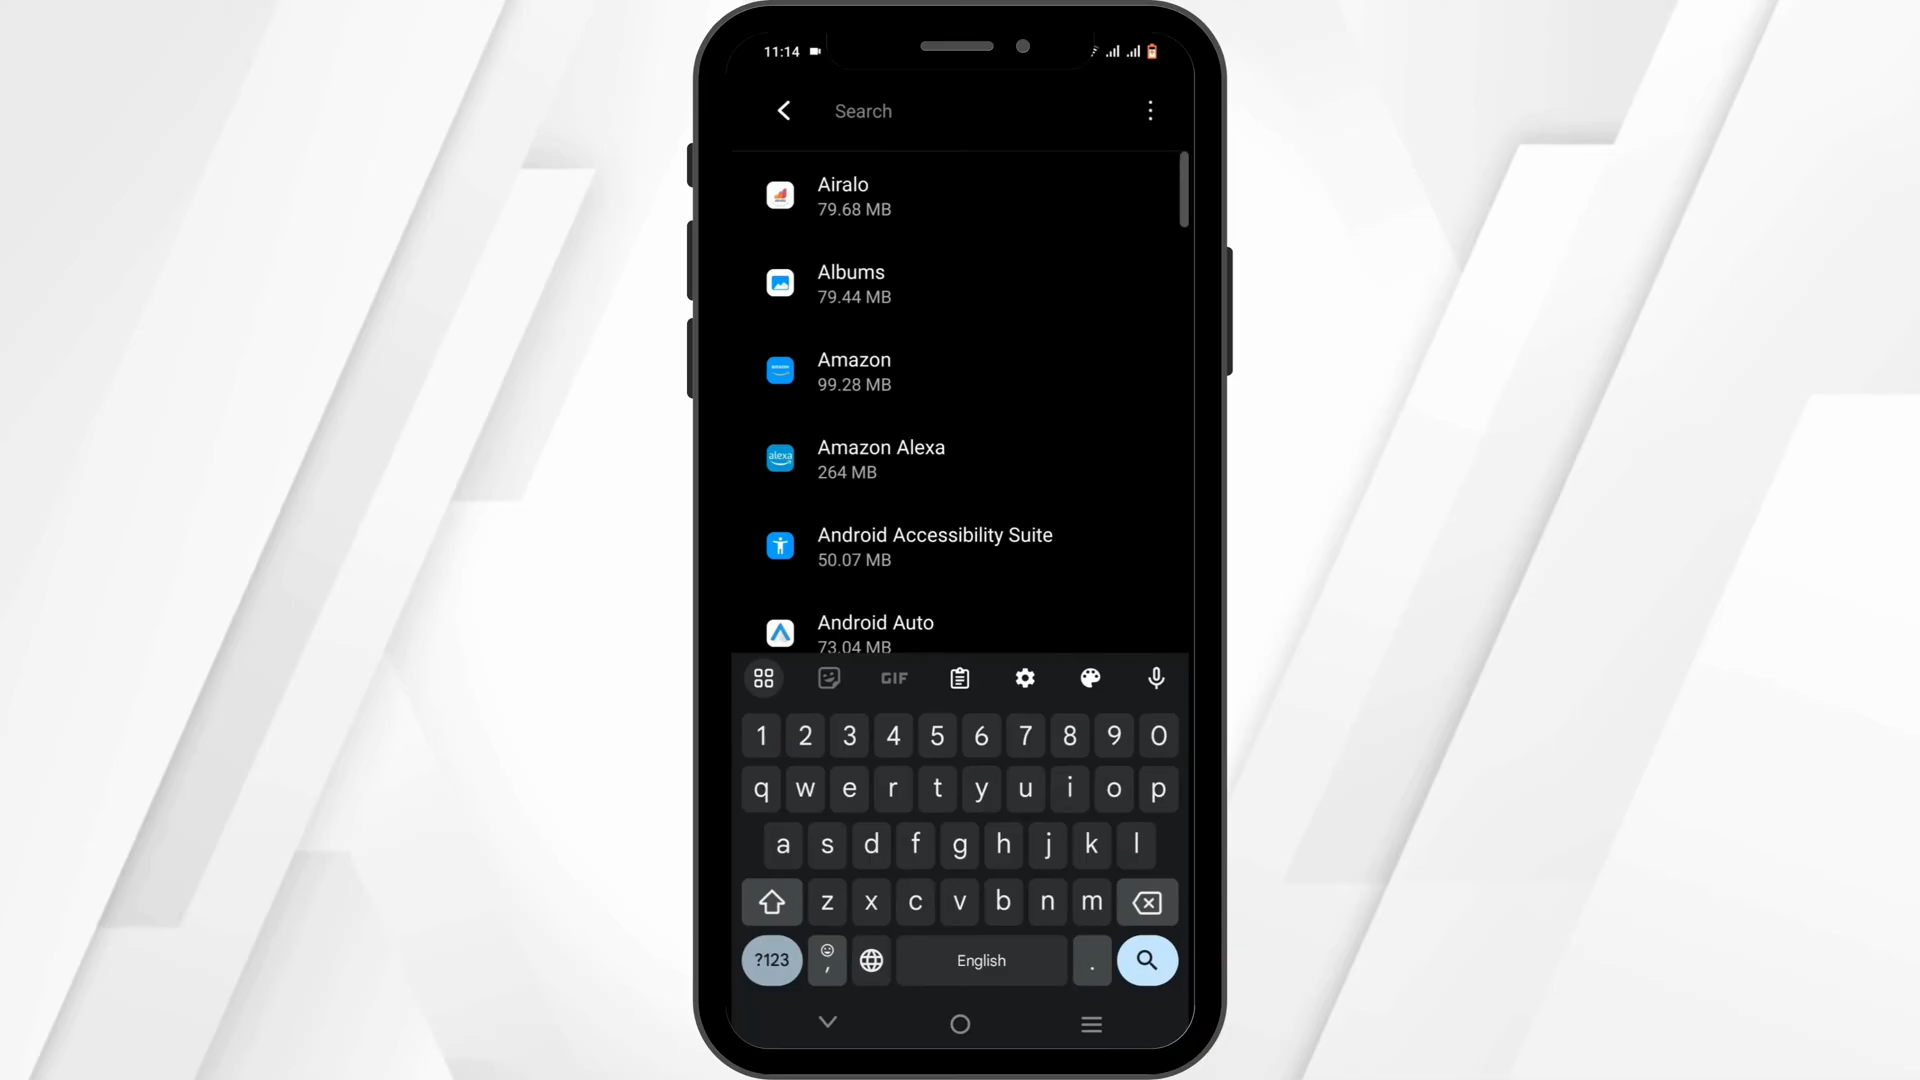 11:14
Search
Airalo
79.68 MB
Albums
79.44 MB
Amazon
99.28 MB
alexa
Amazon Alexa
264 MB
Android Accessibility Suite
50.07 MB
Android Auto
73.04 MB
GIF
1 2 3 4 5 6 7 8 9 0
q w e r t y u i o p
a s d f g h j k l
z x c v b n m
?123 , English .